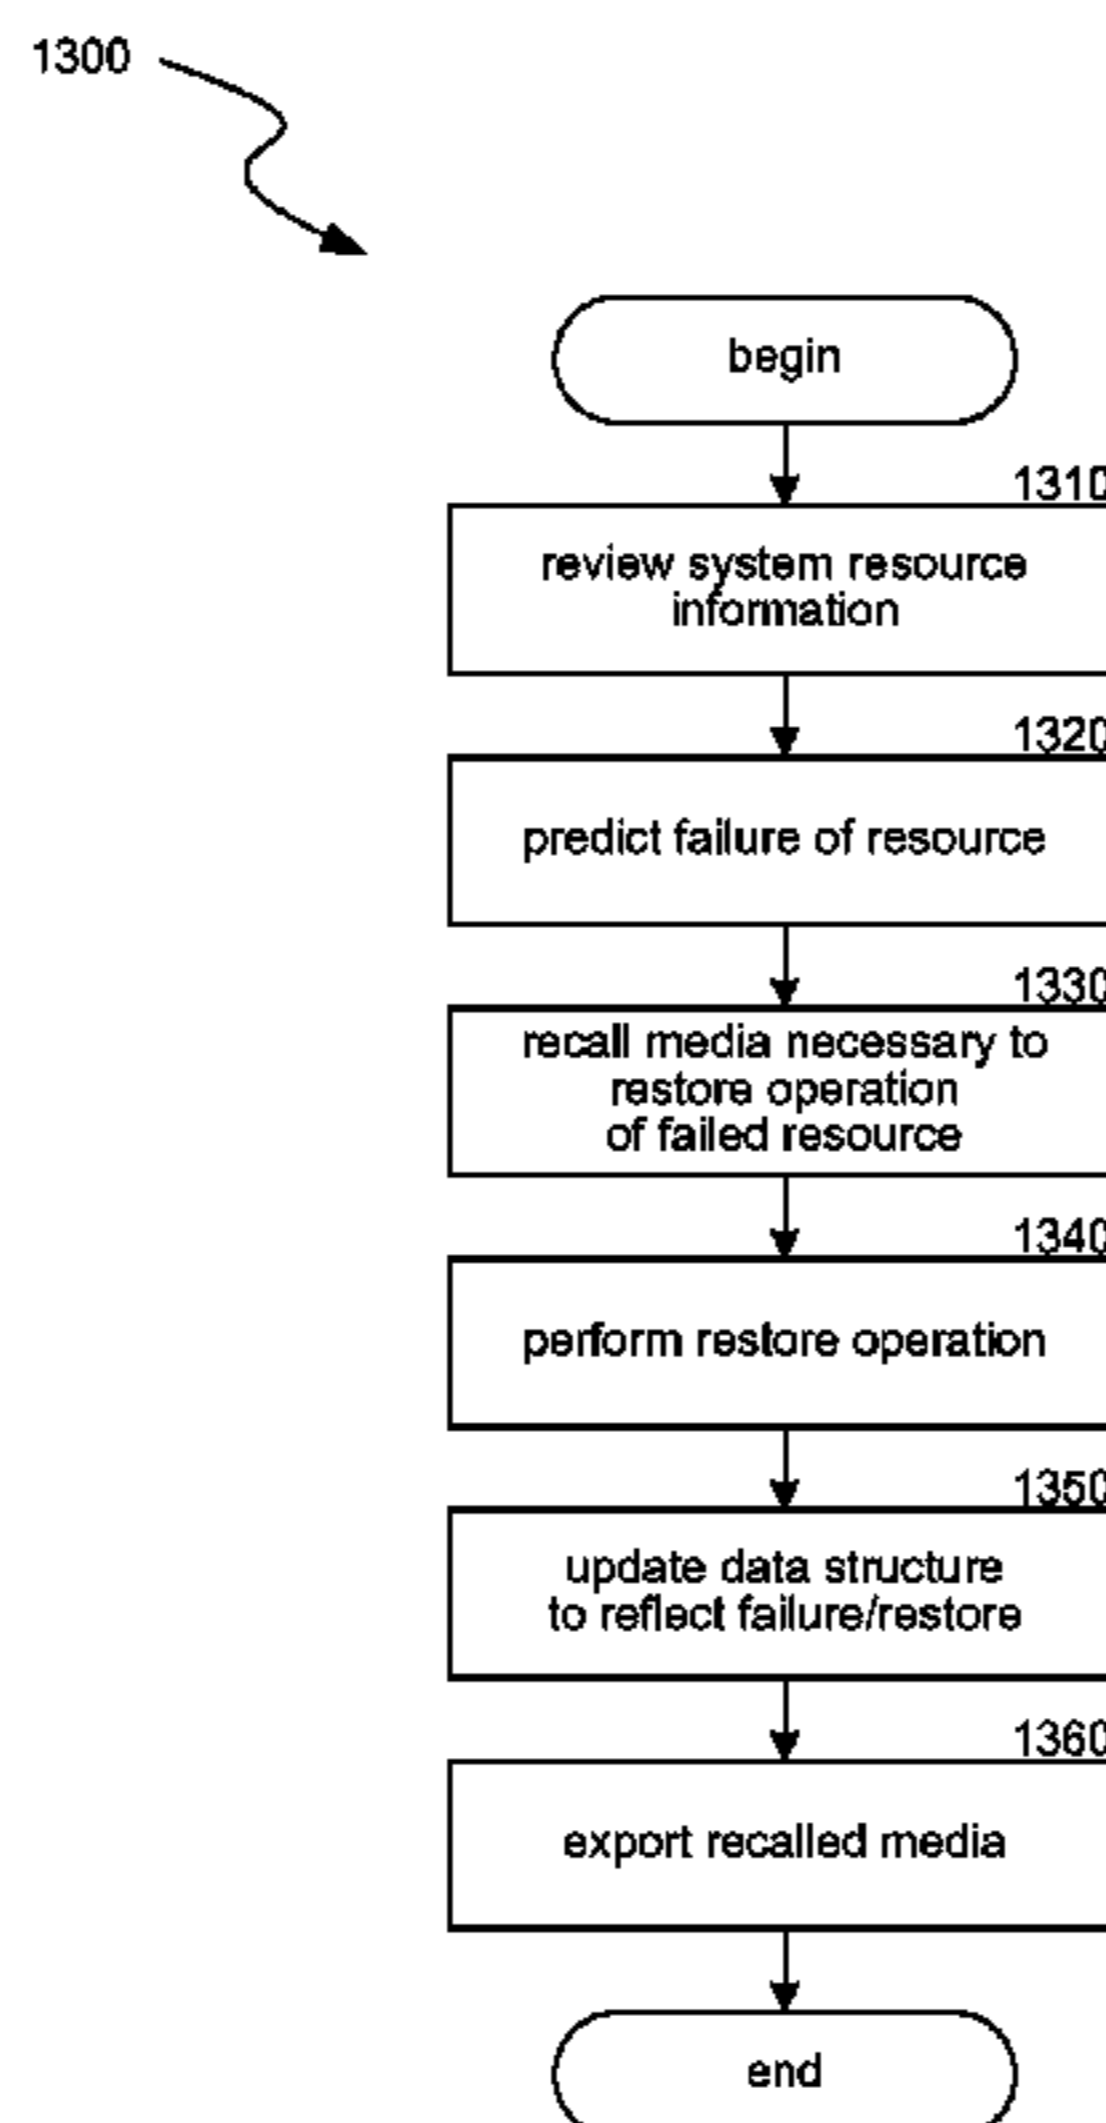 1300
begin
1310
review system resource
information
1320
predict failure of resource
1330
recall media necessary to
restore operation
of failed resource
1340
perform restore operation
1350
update data structure
to reflect failure/restore
1360
export recalled media
end